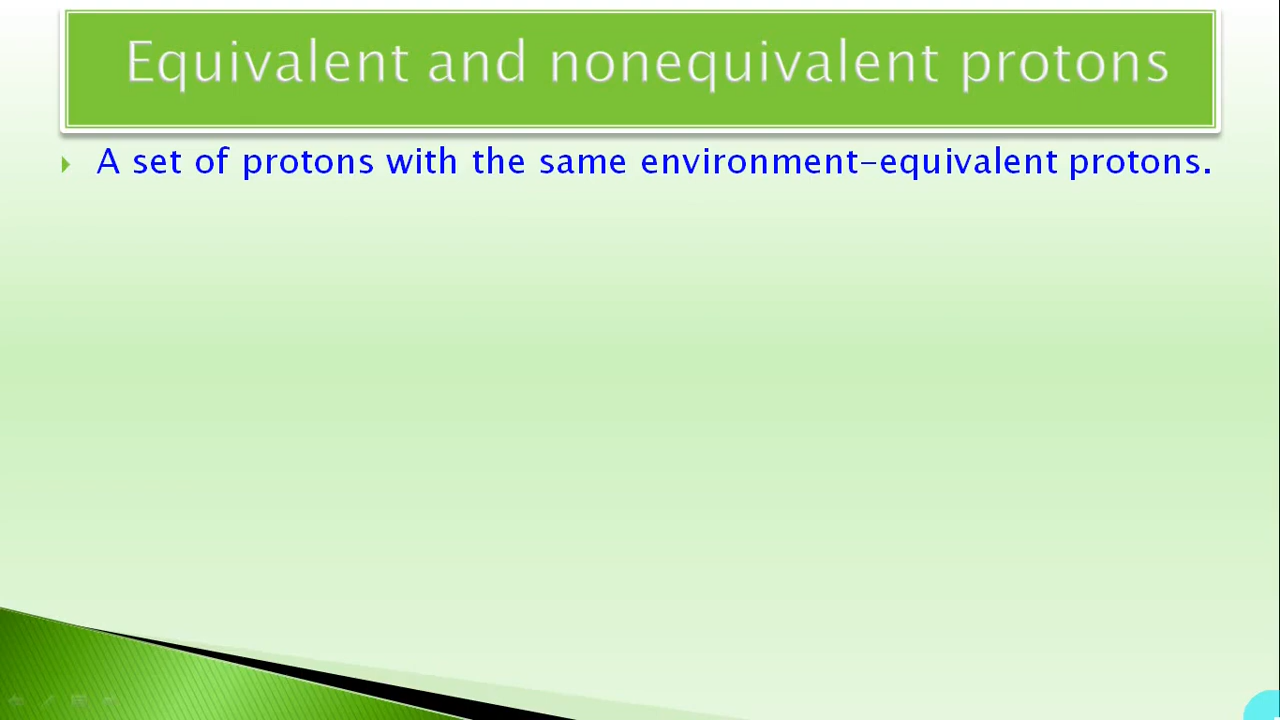 Equivalent and nonequivalent protons
A set of protons with the same environment-equivalent protons.